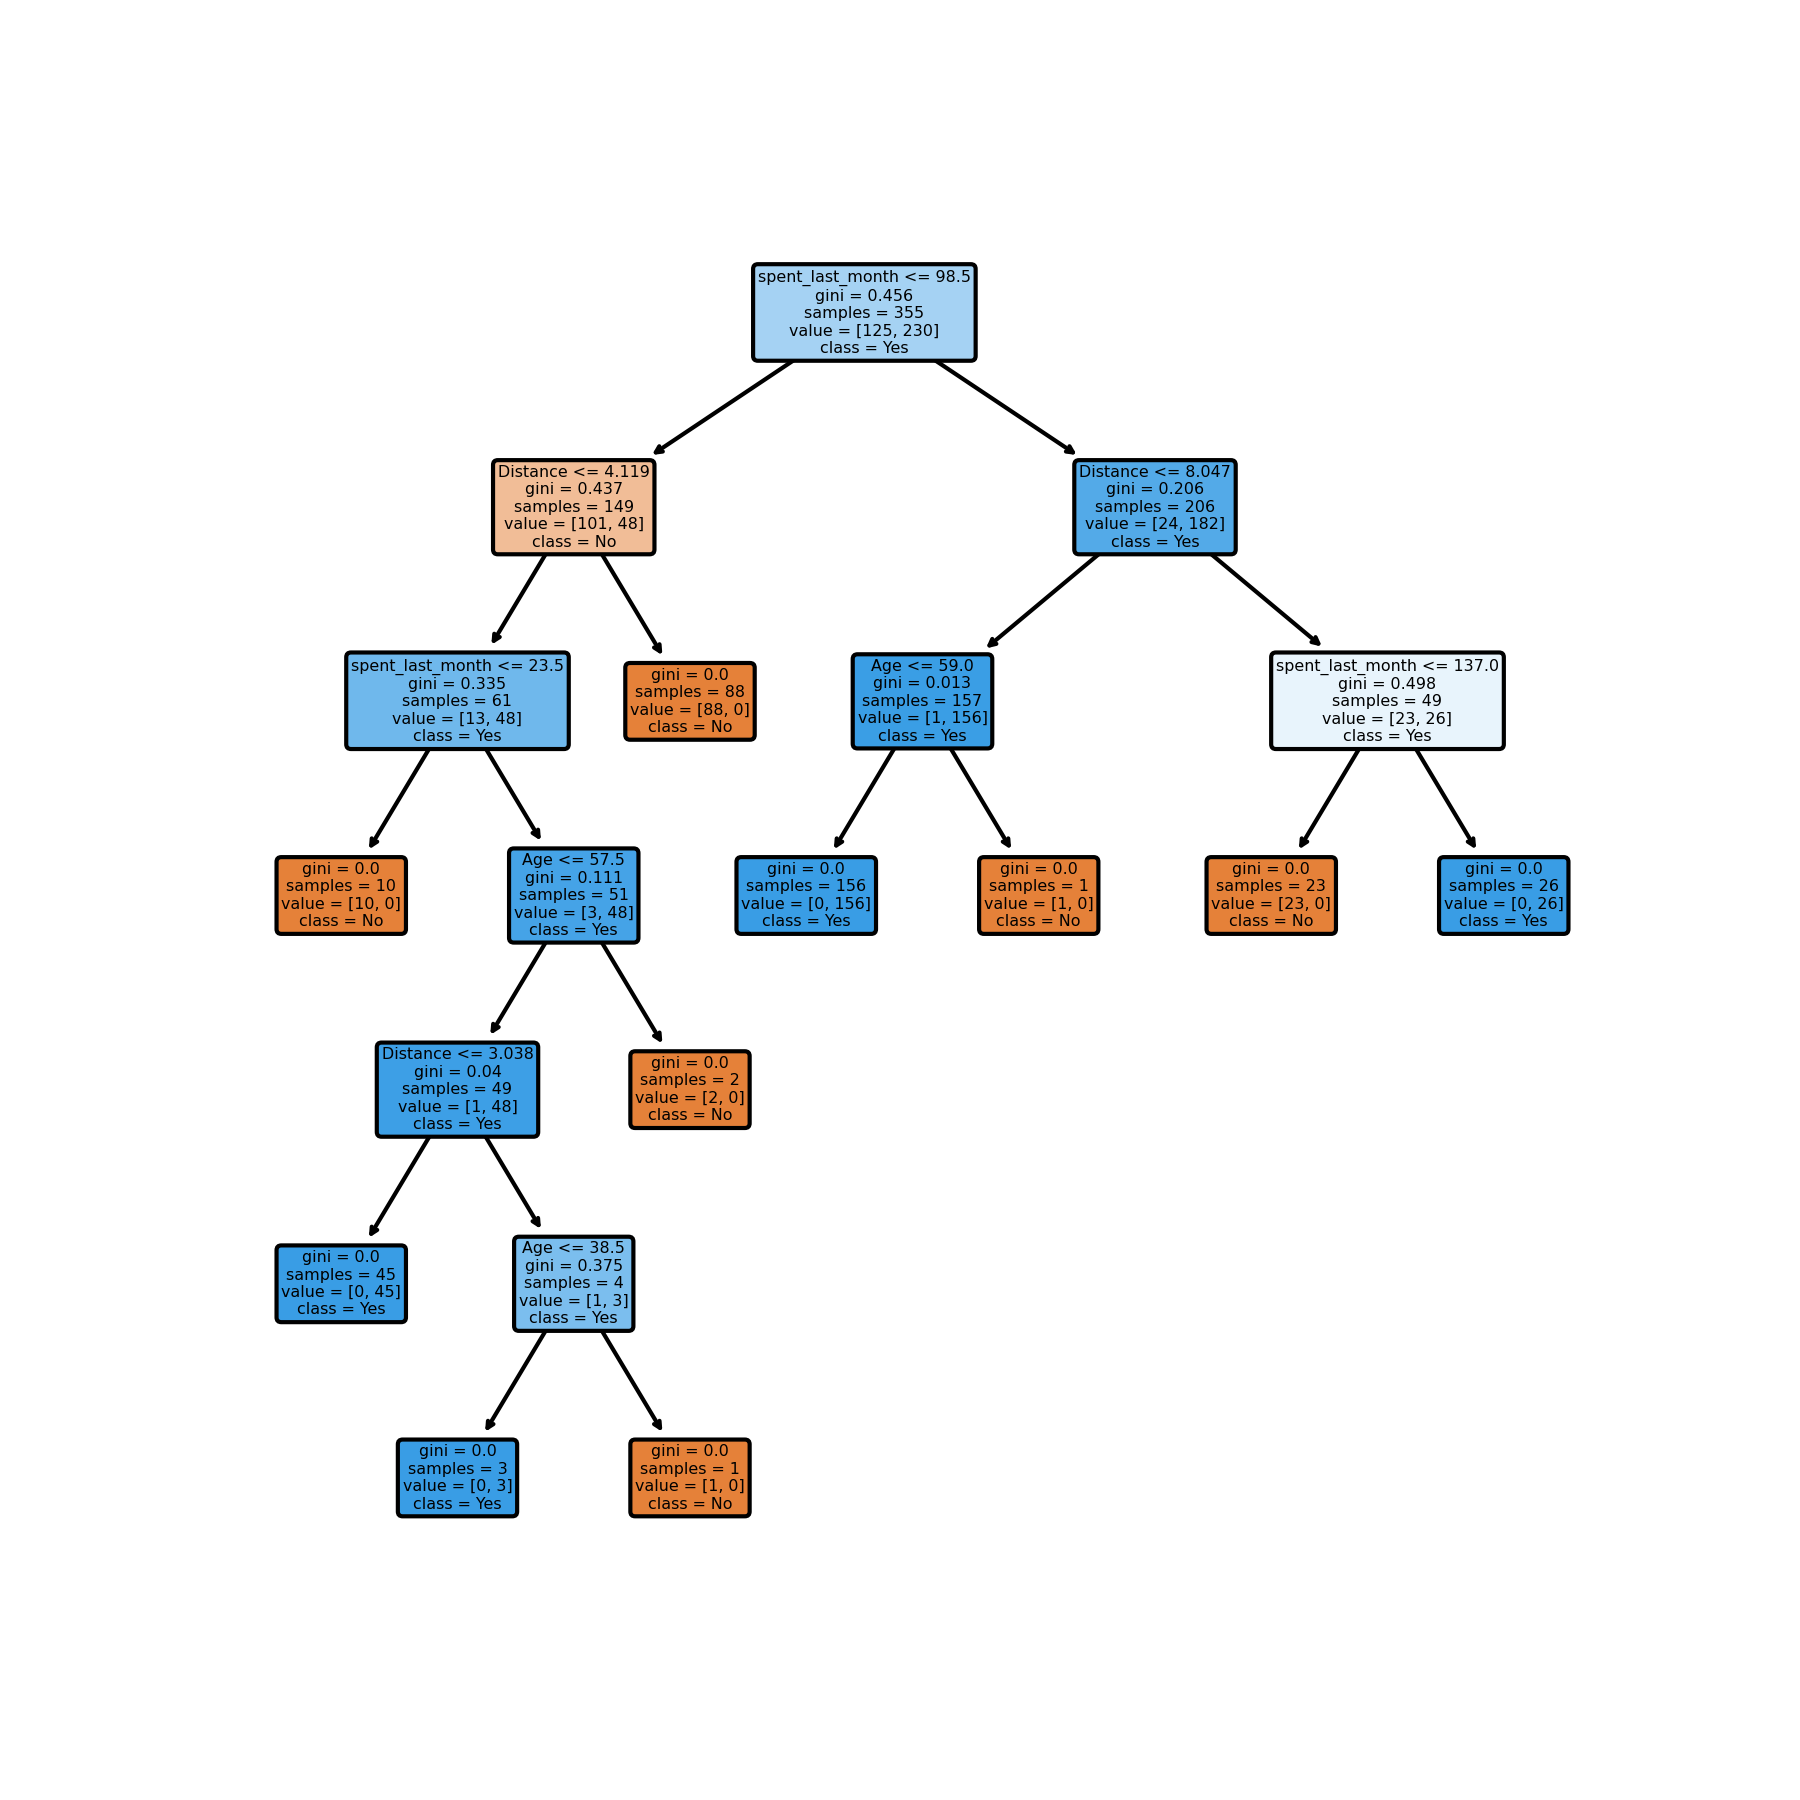 spent_last_month <= 98.5
gini = 0.456
samples = 355
value = [125, 230]
class = Yes
Distance <= 4.119
gini = 0.437
samples = 149
value = [101, 48]
class = No
Distance <= 8.047
gini = 0.206
samples = 206
value = [24, 182]
class = Yes
spent_last_month <= 23.5
gini = 0.335
samples = 61
value = [13, 48]
class = Yes
gini = 0.0
samples = 88
value = [88, 0]
class = No
Age <= 59.0
gini = 0.013
samples = 157
value = [1, 156]
class = Yes
spent_last_month <= 137.0
gini = 0.498
samples = 49
value = [23, 26]
class = Yes
gini = 0.0
samples = 10
value = [10, 0]
class = No
Age <= 57.5
gini = 0.111
samples = 51
value = [3, 48]
class = Yes
gini = 0.0
samples = 156
value = [0, 156]
class = Yes
gini = 0.0
samples = 1
value = [1, 0]
class = No
gini = 0.0
samples = 23
value = [23, 0]
class = No
gini = 0.0
samples = 26
value = [0, 26]
class = Yes
Distance <= 3.038
gini = 0.04
samples = 49
value = [1, 48]
class = Yes
gini = 0.0
samples = 2
value = [2, 0]
class = No
gini = 0.0
samples = 45
value = [0, 45]
class = Yes
Age <= 38.5
gini = 0.375
samples = 4
value = [1, 3]
class = Yes
gini = 0.0
samples = 3
value = [0, 3]
class = Yes
gini = 0.0
samples = 1
value = [1, 0]
class = No